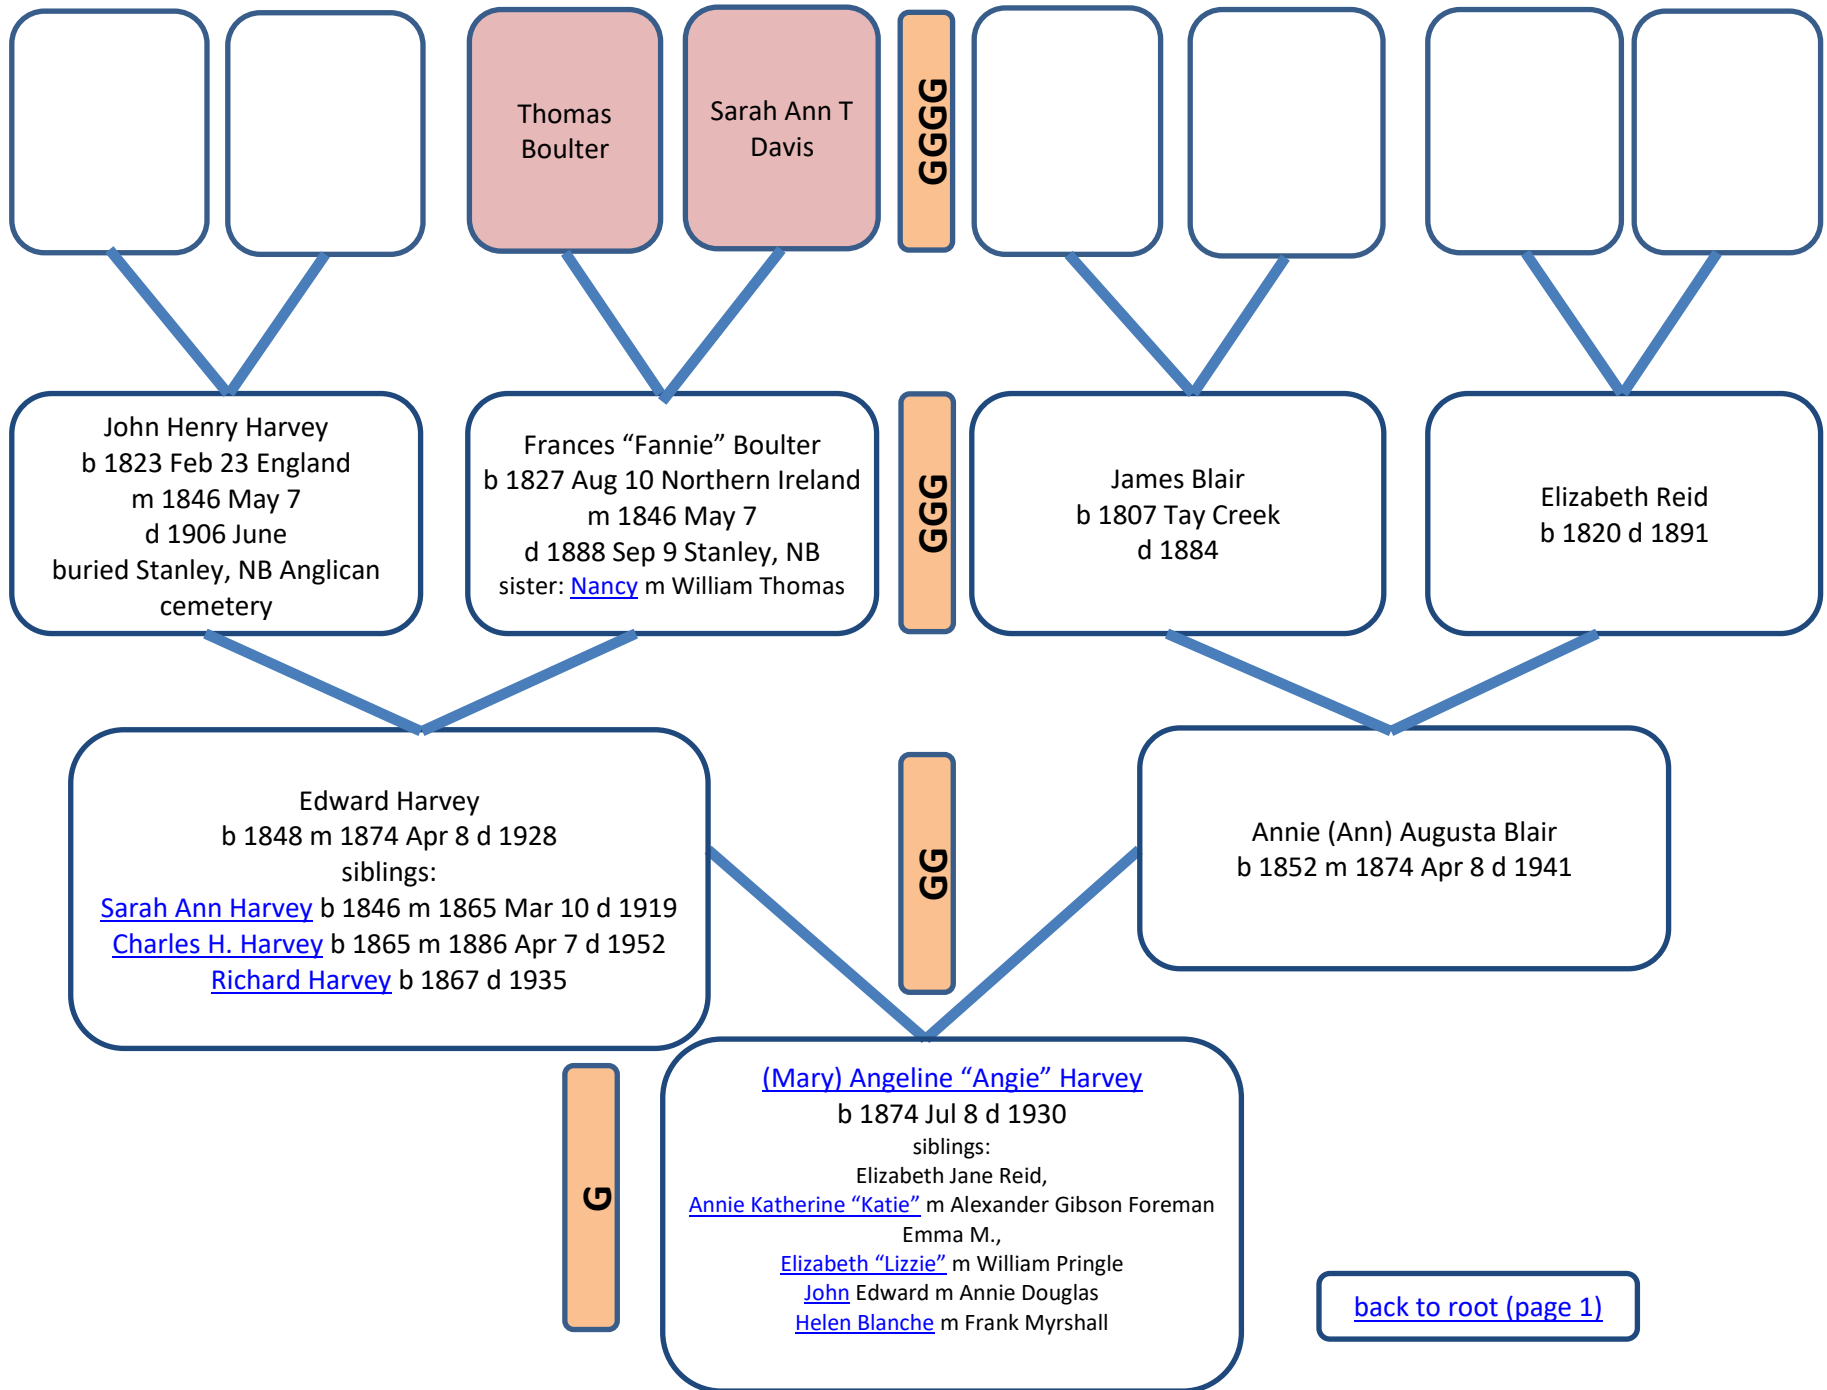 Thomas
Boulter
Sarah Ann T
Davis
GGGG
John Henry Harvey
b 1823 Feb 23 England
m 1846 May 7
d 1906 June
buried Stanley, NB Anglican
cemetery
Frances “Fannie” Boulter
b 1827 Aug 10 Northern Ireland
m 1846 May 7
d 1888 Sep 9 Stanley, NB
sister: Nancy m William Thomas
GGG
James Blair
b 1807 Tay Creek
d 1884
Elizabeth Reid
b 1820 d 1891
Edward Harvey
b 1848 m 1874 Apr 8 d 1928
siblings:
Sarah Ann Harvey b 1846 m 1865 Mar 10 d 1919
Charles H. Harvey b 1865 m 1886 Apr 7 d 1952
Richard Harvey b 1867 d 1935
GG
Annie (Ann) Augusta Blair
b 1852 m 1874 Apr 8 d 1941
G
(Mary) Angeline “Angie” Harvey
b 1874 Jul 8 d 1930
siblings:
Elizabeth Jane Reid,
Annie Katherine “Katie” m Alexander Gibson Foreman
Emma M.,
Elizabeth “Lizzie” m William Pringle
John Edward m Annie Douglas
Helen Blanche m Frank Myrshall
back to root (page 1)